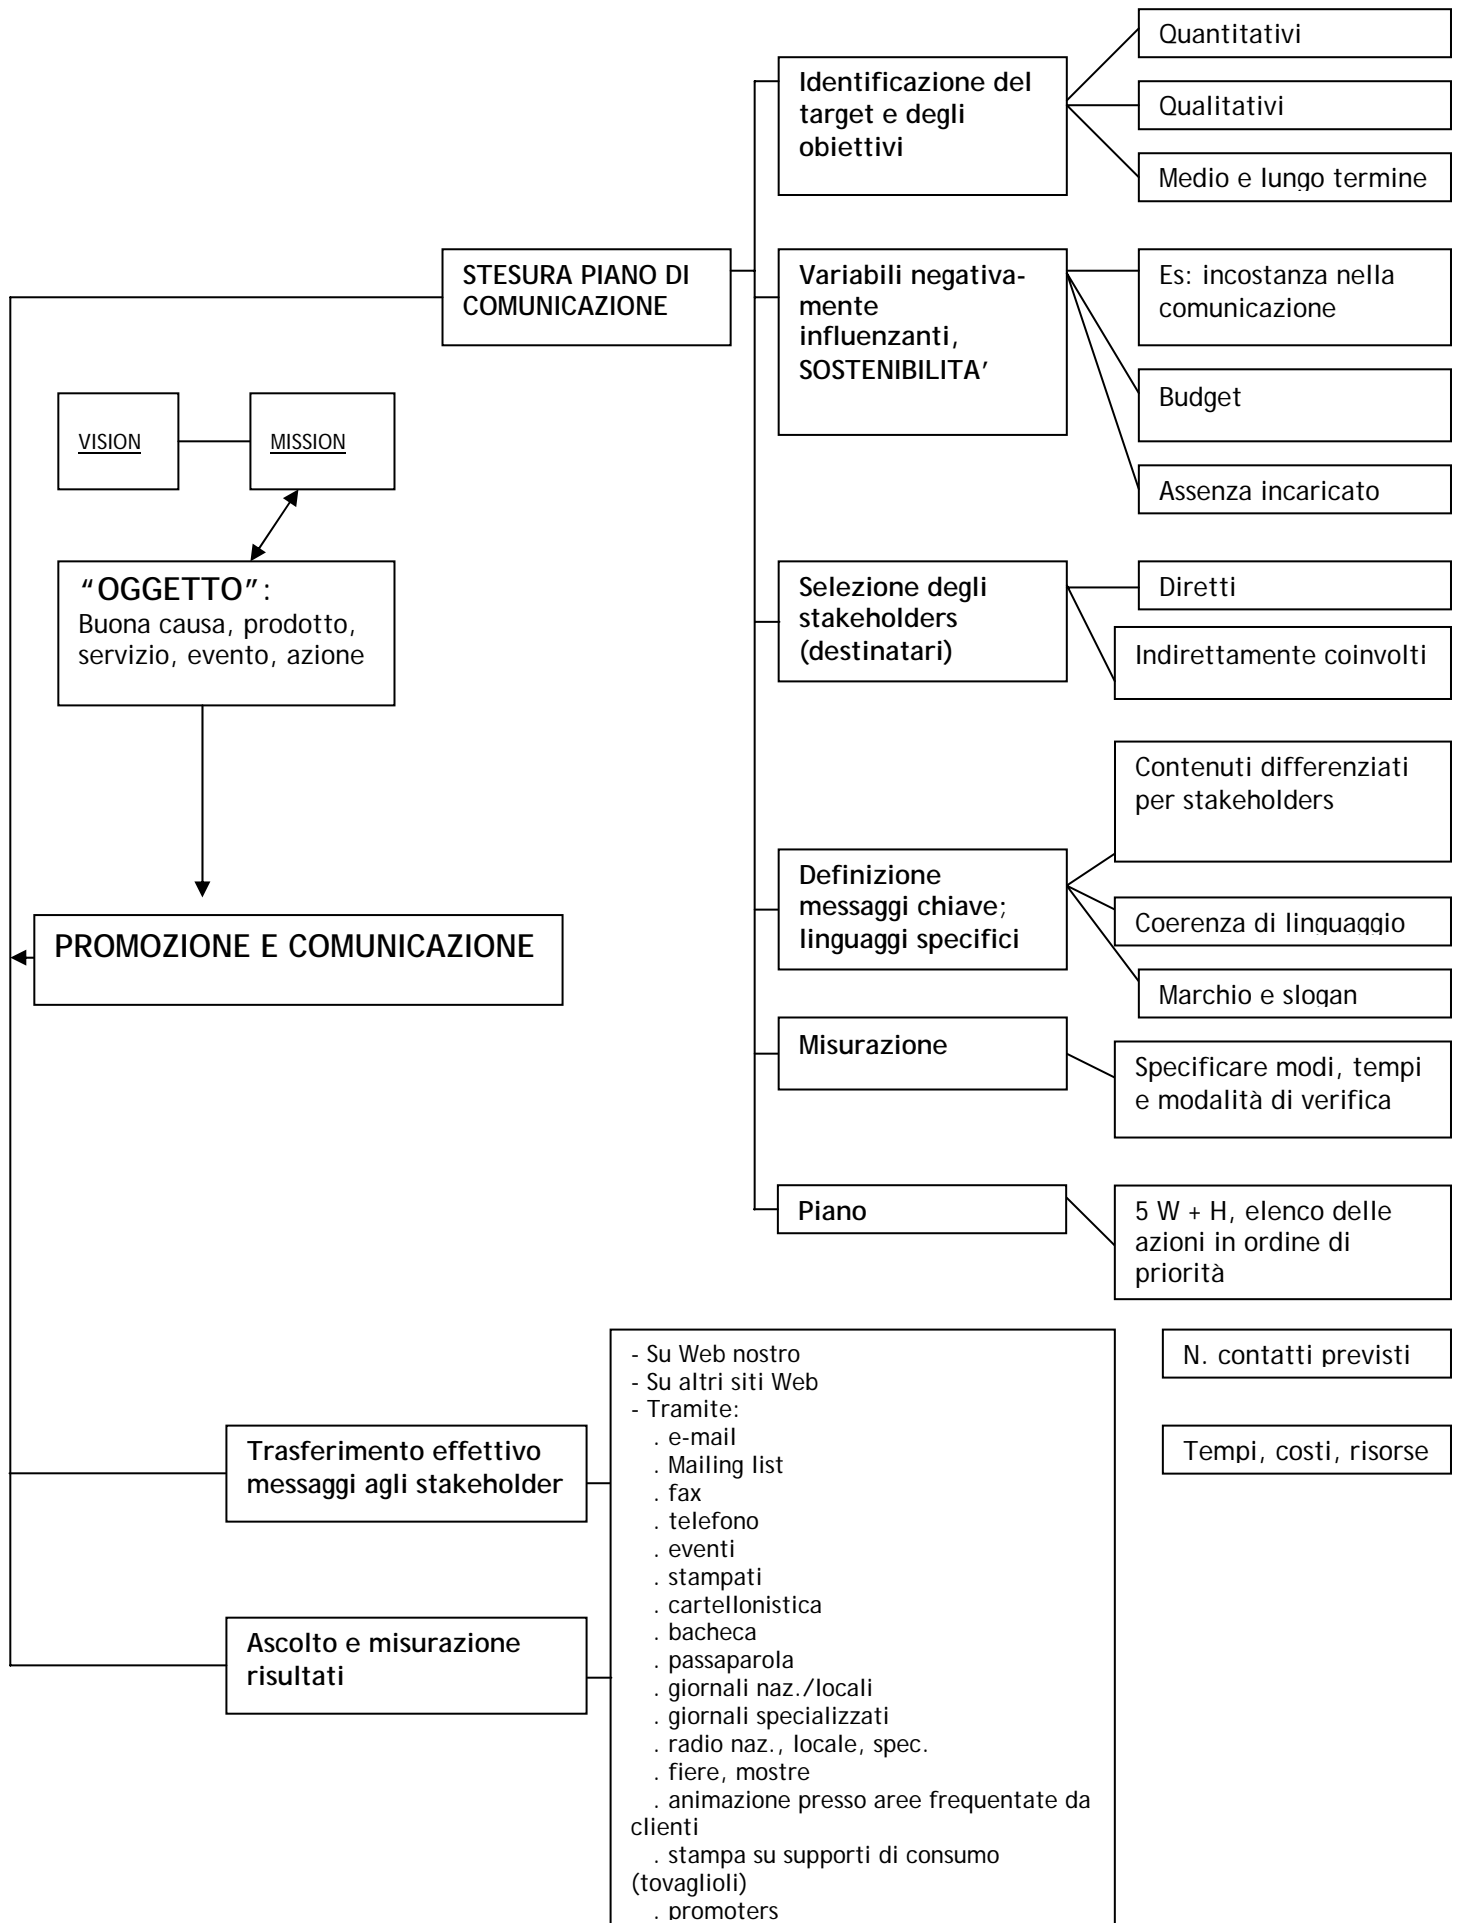 Quantitativi
Identificazione del
target e degli
obiettivi
Qualitativi
Medio e lungo termine
STESURA PIANO DI
COMUNICAZIONE
Variabili negativa-
mente
influenzanti,
SOSTENIBILITA’
Es: incostanza nella
comunicazione
Budget
Assenza incaricato
VISION
MISSION
“OGGETTO”:
Buona causa, prodotto,
servizio, evento, azione
Selezione degli
stakeholders
(destinatari)
Diretti
Indirettamente coinvolti
Contenuti differenziati
per stakeholders
Definizione
messaggi chiave;
linguaggi specifici
Coerenza di linguaggio
Marchio e slogan
PROMOZIONE E COMUNICAZIONE
Misurazione
Specificare modi, tempi
e modalità di verifica
Piano
5 W + H, elenco delle
azioni in ordine di
priorità
- Su Web nostro
- Su altri siti Web
- Tramite:
. e-mail
. Mailing list
. fax
. telefono
. eventi
. stampati
. cartellonistica
. bacheca
. passaparola
. giornali naz./locali
. giornali specializzati
. radio naz., locale, spec.
. fiere, mostre
. animazione presso aree frequentate da
clienti
. stampa su supporti di consumo
(tovaglioli)
. promoters
N. contatti previsti
Tempi, costi, risorse
Trasferimento effettivo
messaggi agli stakeholder
Ascolto e misurazione
risultati